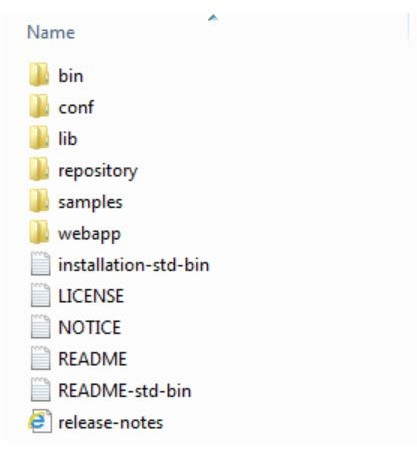 Name
bin
conf
lib
repository
samples
webapp
installation-std-bin
LICENSE
NOTICE
README
README-std-bin
release-notes